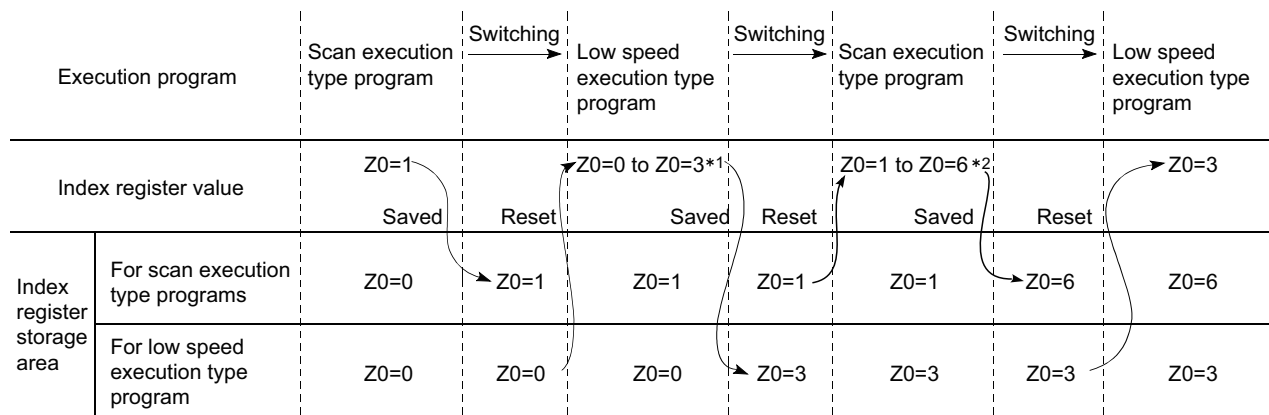 Execution program
Scan execution
type program
Switching
Low speed
execution type
program
Switching
Scan execution
type program
Switching
Low speed
execution type
program
Index register value
Z0=1
Z0=0 to Z0=3*1
Z0=1 to Z0=6*2
Z0=3
Saved
Reset
Saved
Reset
Saved
Reset
Index
register
storage
area
For scan execution
type programs
Z0=0
Z0=1
Z0=1
Z0=1
Z0=1
Z0=6
Z0=6
For low speed
execution type
program
Z0=0
Z0=0
Z0=0
Z0=3
Z0=3
Z0=3
Z0=3